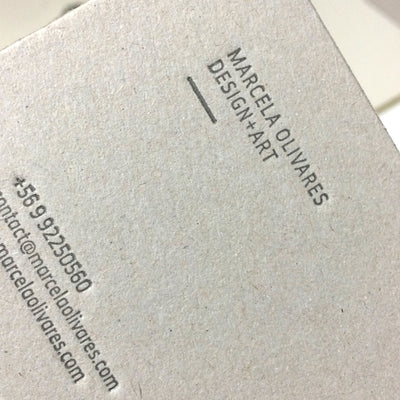 MARCELA OLIVARES
DESIGN+ART
+56 9 92250560
contact@marcelaolivares.com
marcelaolivares.com